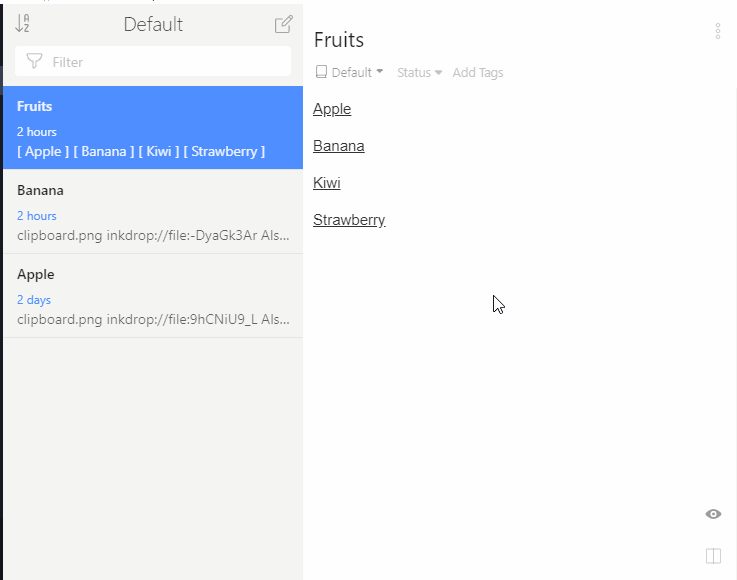 Default
Filter
Fruits
2 hours
[ Apple ] [ Banana ] [ Kiwi ] [ Strawberry ]
Banana
2 hours
clipboard.png inkdrop://file:-DyaGk3Ar Als...
Apple
2 days
clipboard.png inkdrop://file:9hCNiU9_L Als...
Fruits
Default Status Add Tags
Apple
Banana
Kiwi
Strawberry